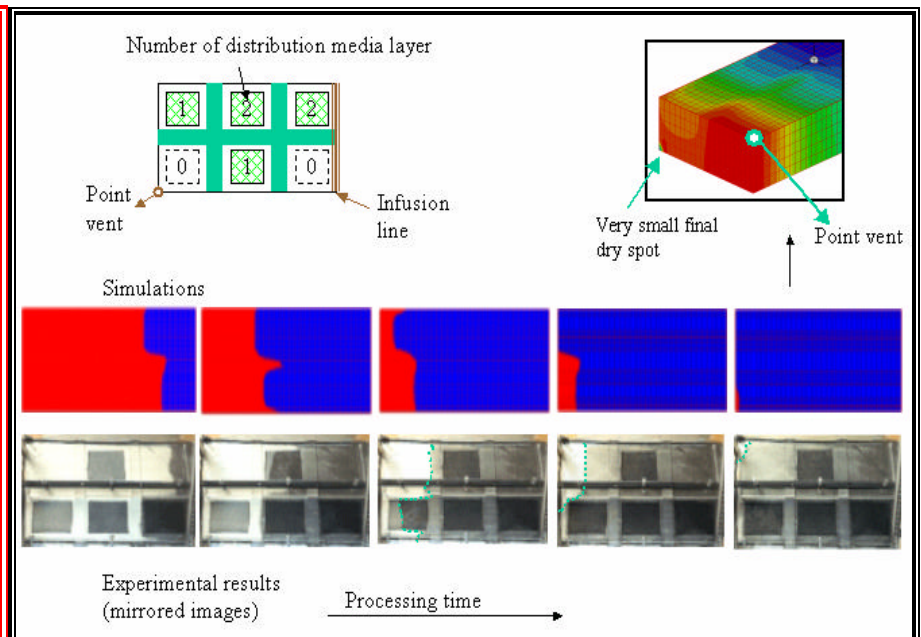 Number of distribution media layer
1
2
2
0
1
0
Point
vent
Infusion
line
Very small final
dry spot
Point vent
Simulations
Experimental results
(mirrored images)
Processing time